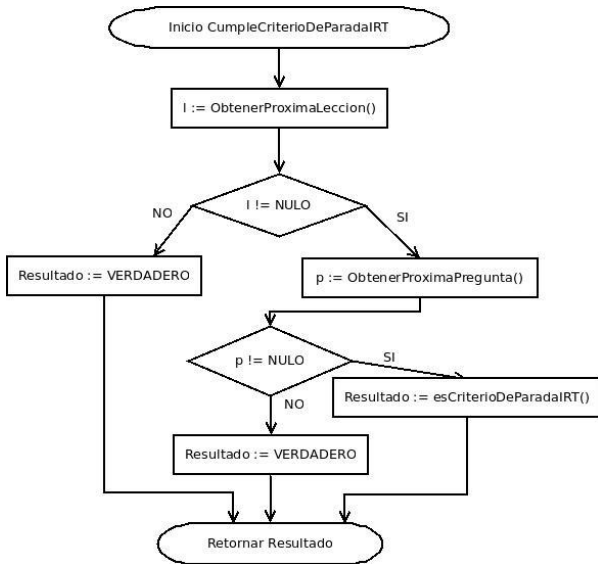 Inicio CumpleCriterioDeParadaIRT
l := ObtenerProximaLeccion()
l != NULO
NO
SI
Resultado := VERDADERO
p := ObtenerProximaPregunta()
p != NULO
SI
Resultado := esCriterioDeParadaIRT()
NO
Resultado := VERDADERO
Retornar Resultado